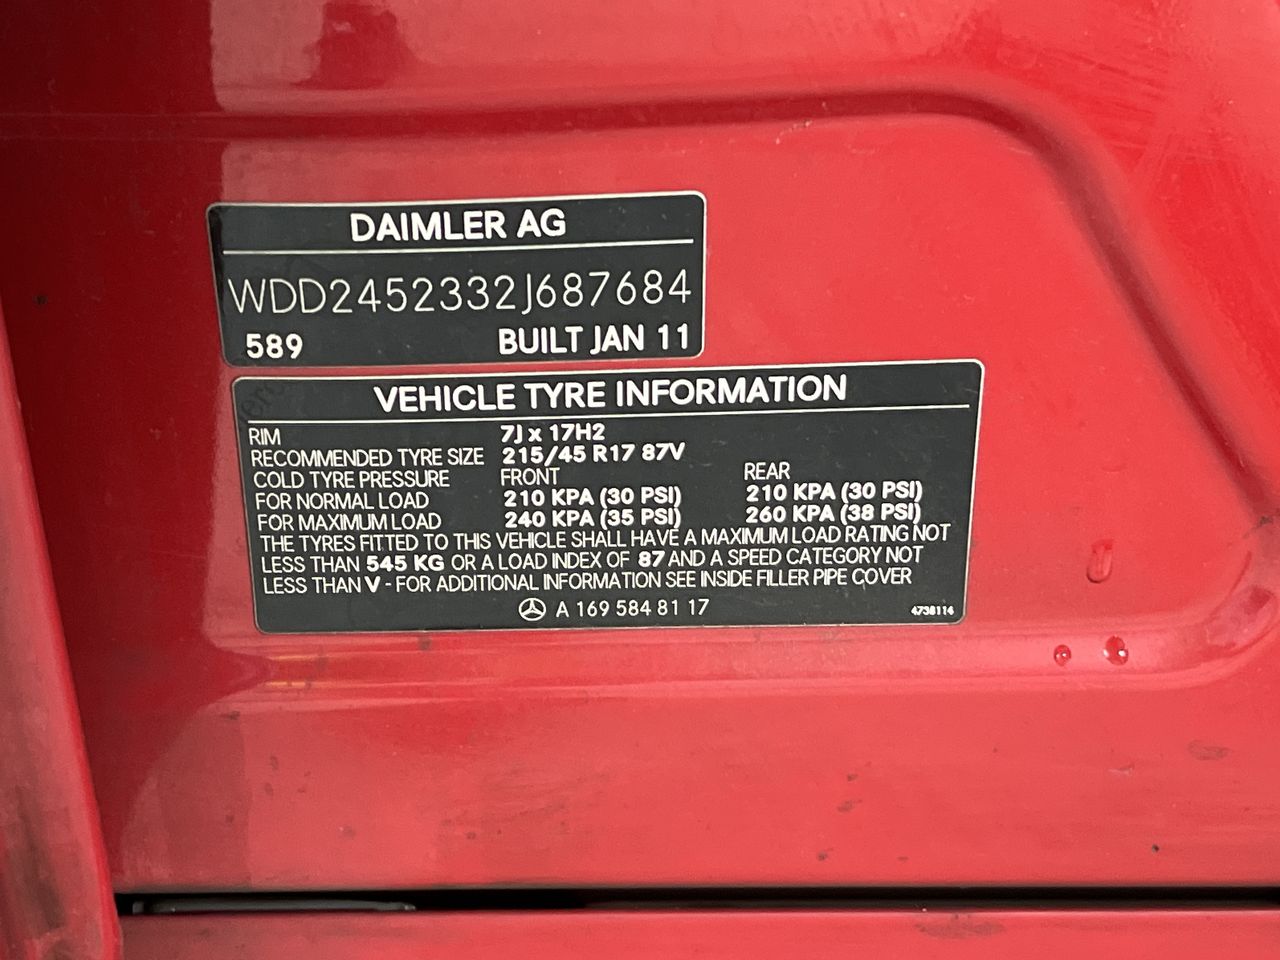 DAIMLER AG
WDD2452332J687684
589 BUILT JAN 11
VEHICLE TYRE INFORMATION
RIM 7J x 17H2
RECOMMENDED TYRE SIZE 215/45 R17 87V
COLD TYRE PRESSURE FRONT REAR
FOR NORMAL LOAD 210 KPA (30 PSI) 210 KPA (30 PSI)
FOR MAXIMUM LOAD 240 KPA (35 PSI) 260 KPA (38 PSI)
THE TYRES FITTED TO THIS VEHICLE SHALL HAVE A MAXIMUM LOAD RATING NOT
LESS THAN 545 KG OR A LOAD INDEX OF 87 AND A SPEED CATEGORY NOT
LESS THAN V - FOR ADDITIONAL INFORMATION SEE INSIDE FILLER PIPE COVER
A 169 584 81 17 4738114